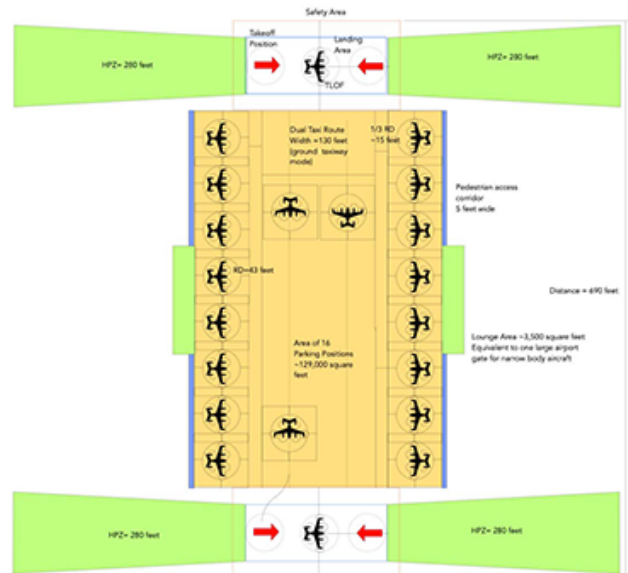 Safety Area
Takeoff
Position
Landing
Area
TLOF
HPZ= 280 feet
HPZ= 280 feet
Dual Taxi Route
Width =130 feet
(ground taxiway
mode)
1/3 RD
~15 feet
Pedestrian access
corridor
5 feet wide
RD~43 feet
Distance = 690 feet
Area of 16
Parking Positions
~129,000 square
feet
Lounge Area ~3,500 square feet
Equivalent to one large airport
gate for narrow body aircraft
HPZ= 280 feet
HPZ= 280 feet